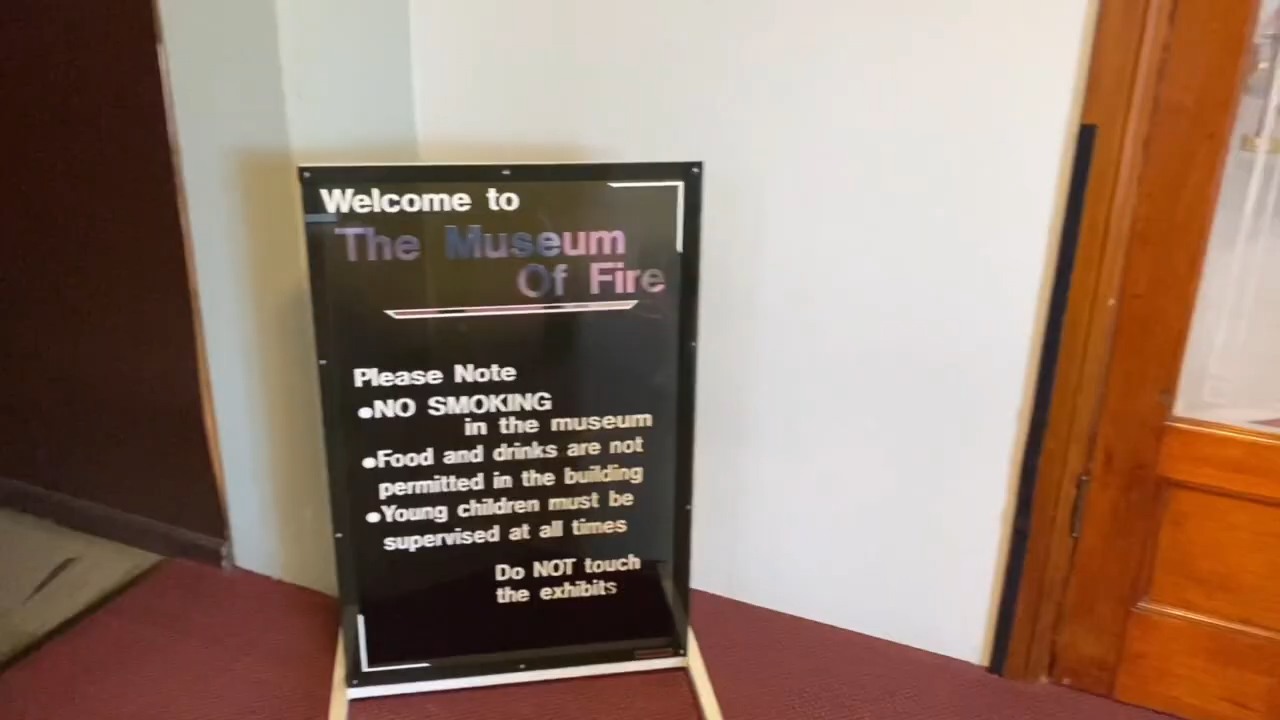 Welcome to
The Museum
Of Fire
Please Note
●NO SMOKING
in the museum
●Food and drinks are not
permitted in the building
●Young children must be
supervised at all times
Do NOT touch
the exhibits